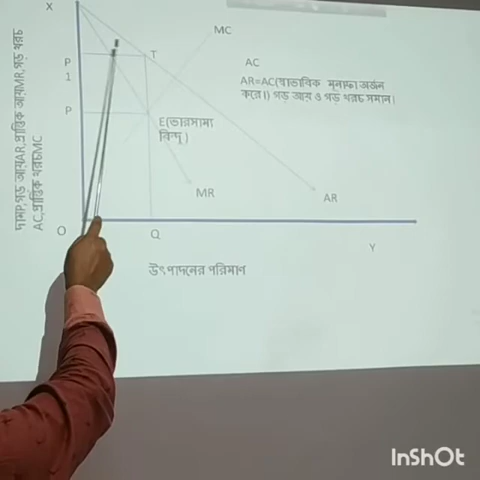 X
MC
P
1
T
AC
AR=AC(স্বাভাবিক মুনাফা অর্জন
করে।) গড় আয় ও গড় খরচ সমান।
P
E(ভারসাম্য
বিন্দু)
MR
AR
O
Q
Y
উৎপাদনের পরিমাণ
দামP,গড় আয়AR,প্রান্তিক আয়MR,গড় খরচ
AC,প্রান্তিক খরচMC
InShOt